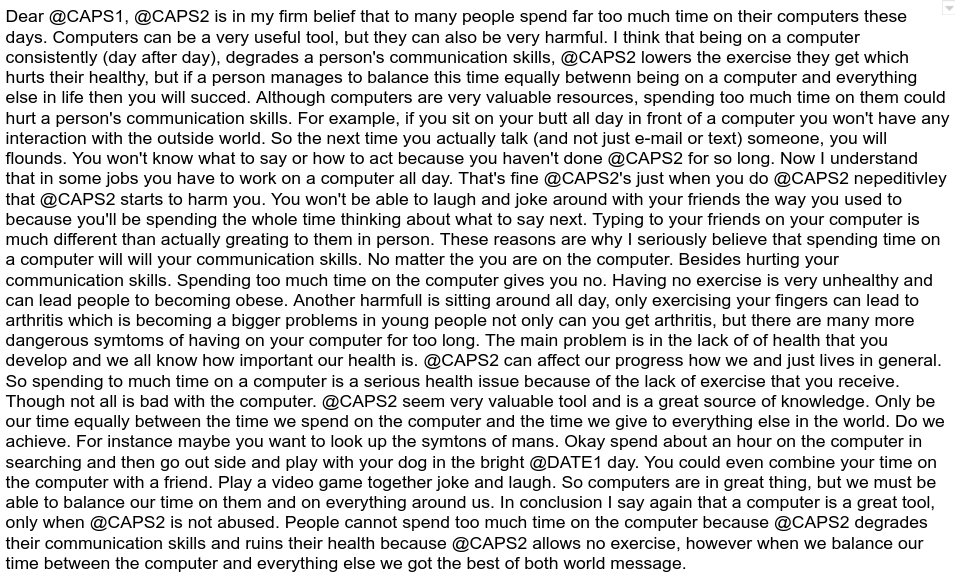 Dear @CAPS1, @CAPS2 is in my firm belief that to many people spend far too much time on their computers these
days. Computers can be a very useful tool, but they can also be very harmful. I think that being on a computer
consistently (day after day), degrades a person's communication skills, @CAPS2 lowers the exercise they get which
hurts their healthy, but if a person manages to balance this time equally betwenn being on a computer and everything
else in life then you will succed. Although computers are very valuable resources, spending too much time on them could
hurt a person's communication skills. For example, if you sit on your butt all day in front of a computer you won't have any
interaction with the outside world. So the next time you actually talk (and not just e-mail or text) someone, you will
flounds. You won't know what to say or how to act because you haven't done @CAPS2 for so long. Now I understand
that in some jobs you have to work on a computer all day. That's fine @CAPS2's just when you do @CAPS2 nepeditivley
that @CAPS2 starts to harm you. You won't be able to laugh and joke around with your friends the way you used to
because you'll be spending the whole time thinking about what to say next. Typing to your friends on your computer is
much different than actually greating to them in person. These reasons are why I seriously believe that spending time on
a computer will will your communication skills. No matter the you are on the computer. Besides hurting your
communication skills. Spending too much time on the computer gives you no. Having no exercise is very unhealthy and
can lead people to becoming obese. Another harmfull is sitting around all day, only exercising your fingers can lead to
arthritis which is becoming a bigger problems in young people not only can you get arthritis, but there are many more
dangerous symtoms of having on your computer for too long. The main problem is in the lack of of health that you
develop and we all know how important our health is. @CAPS2 can affect our progress how we and just lives in general.
So spending to much time on a computer is a serious health issue because of the lack of exercise that you receive.
Though not all is bad with the computer. @CAPS2 seem very valuable tool and is a great source of knowledge. Only be
our time equally between the time we spend on the computer and the time we give to everything else in the world. Do we
achieve. For instance maybe you want to look up the symtons of mans. Okay spend about an hour on the computer in
searching and then go out side and play with your dog in the bright @DATE1 day. You could even combine your time on
the computer with a friend. Play a video game together joke and laugh. So computers are in great thing, but we must be
able to balance our time on them and on everything around us. In conclusion I say again that a computer is a great tool,
only when @CAPS2 is not abused. People cannot spend too much time on the computer because @CAPS2 degrades
their communication skills and ruins their health because @CAPS2 allows no exercise, however when we balance our
time between the computer and everything else we got the best of both world message.